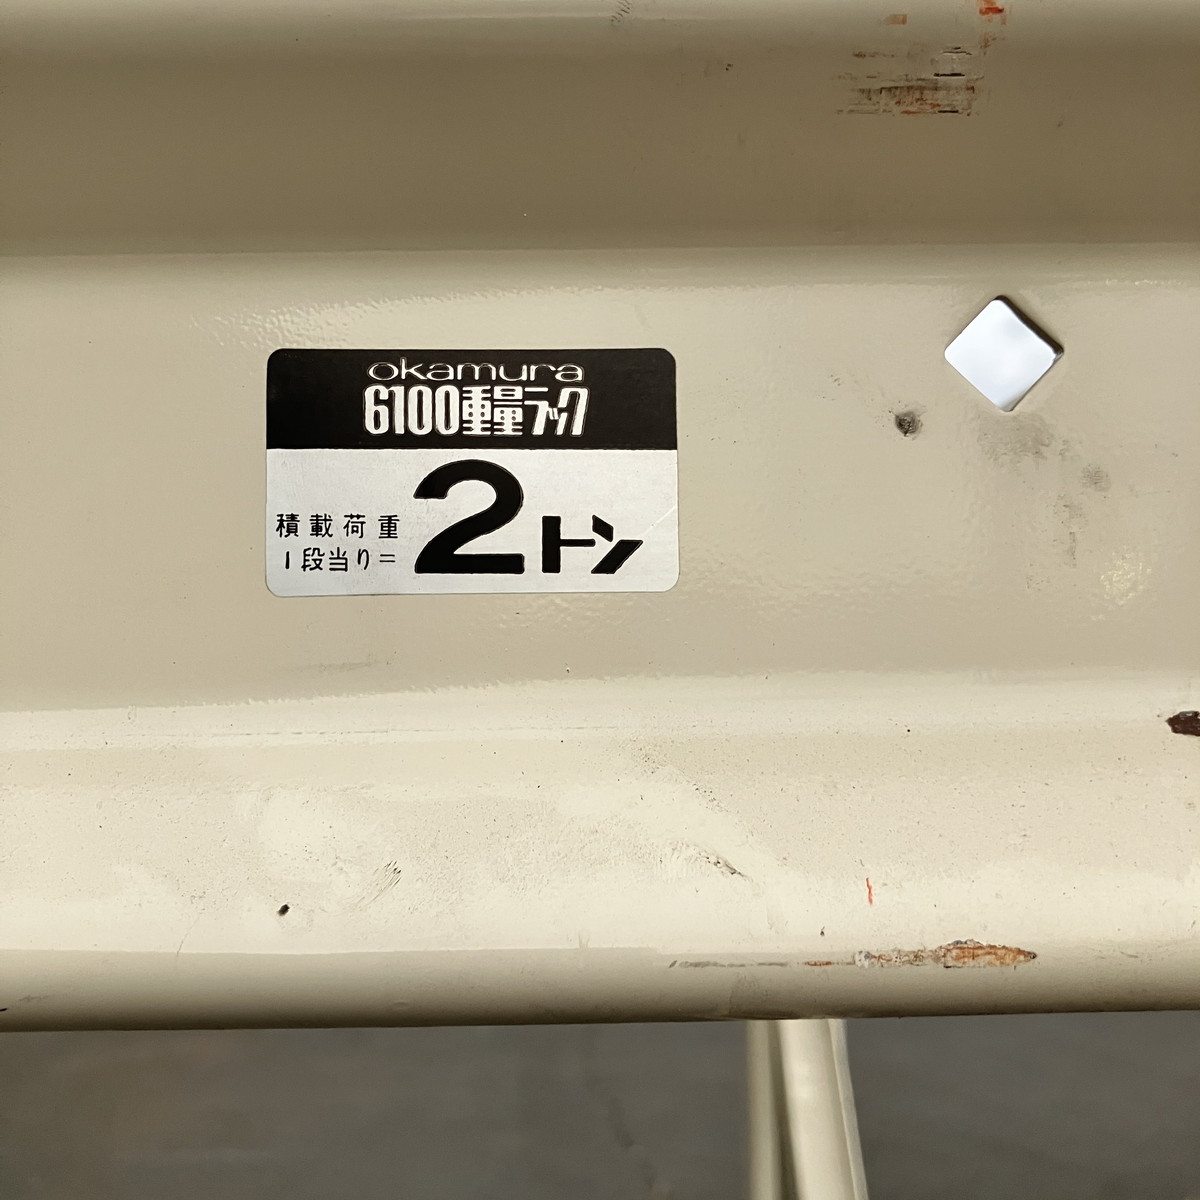 okamura
6100重量ラック
積載荷重
1段当り=
2トン